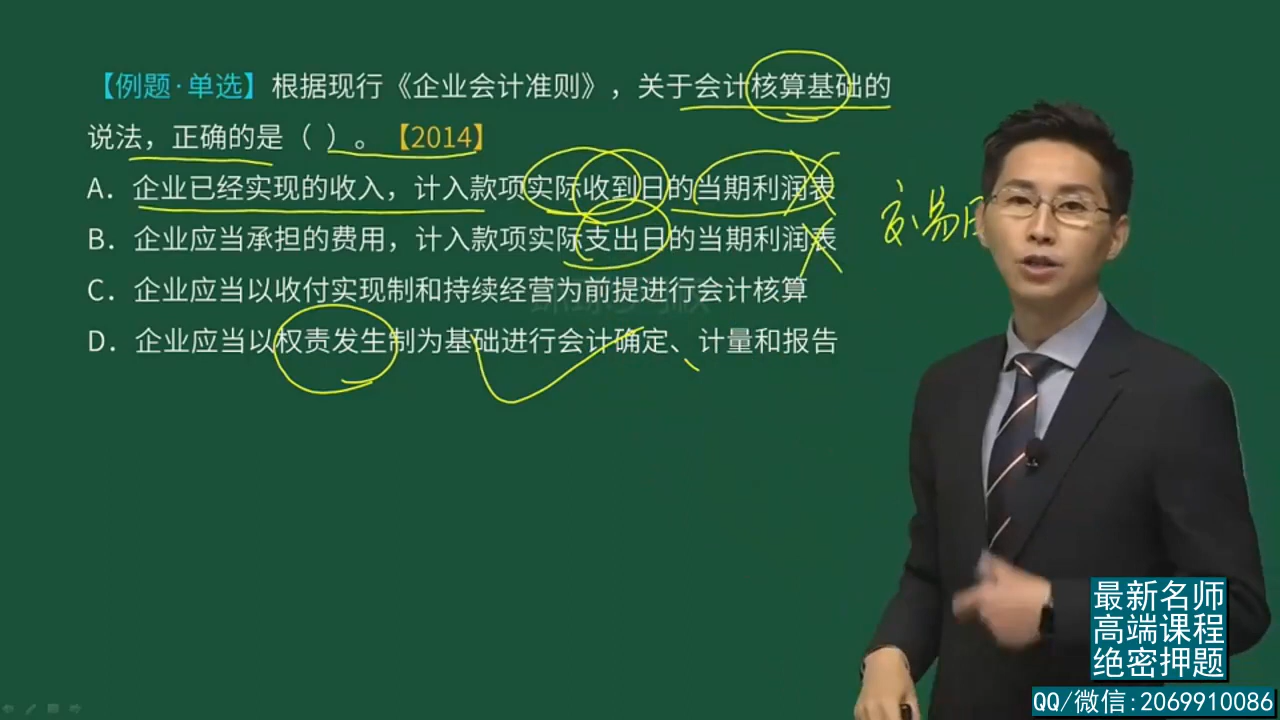 【例题·单选】根据现行《企业会计准则》，关于会计核算基础的
说法，正确的是（ ）。【2014】
A．企业已经实现的收入，计入款项实际收到日的当期利润表
B．企业应当承担的费用，计入款项实际支出日的当期利润表
C．企业应当以收付实现制和持续经营为前提进行会计核算
D．企业应当以权责发生制为基础进行会计确定、计量和报告
交易日
最新名师
高端课程
绝密押题
QQ/微信:2069910086